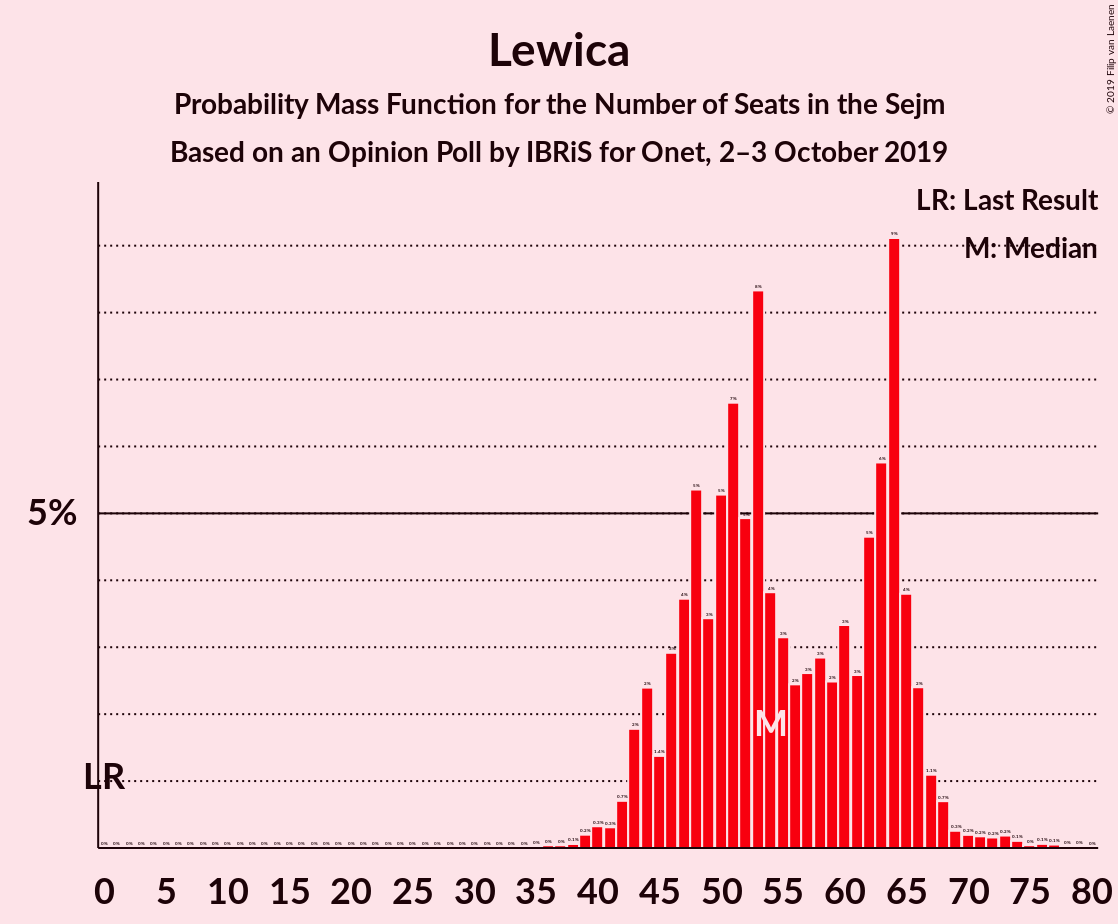 Lewica
Probability Mass Function for the Number of Seats in the Sejm
Based on an Opinion Poll by IBRiS for Onet, 2–3 October 2019
© 2019 Filip van Laenen
LR: Last Result
M: Median
5%
LR
M
0 5 10 15 20 25 30 35 40 45 50 55 60 65 70 75 80